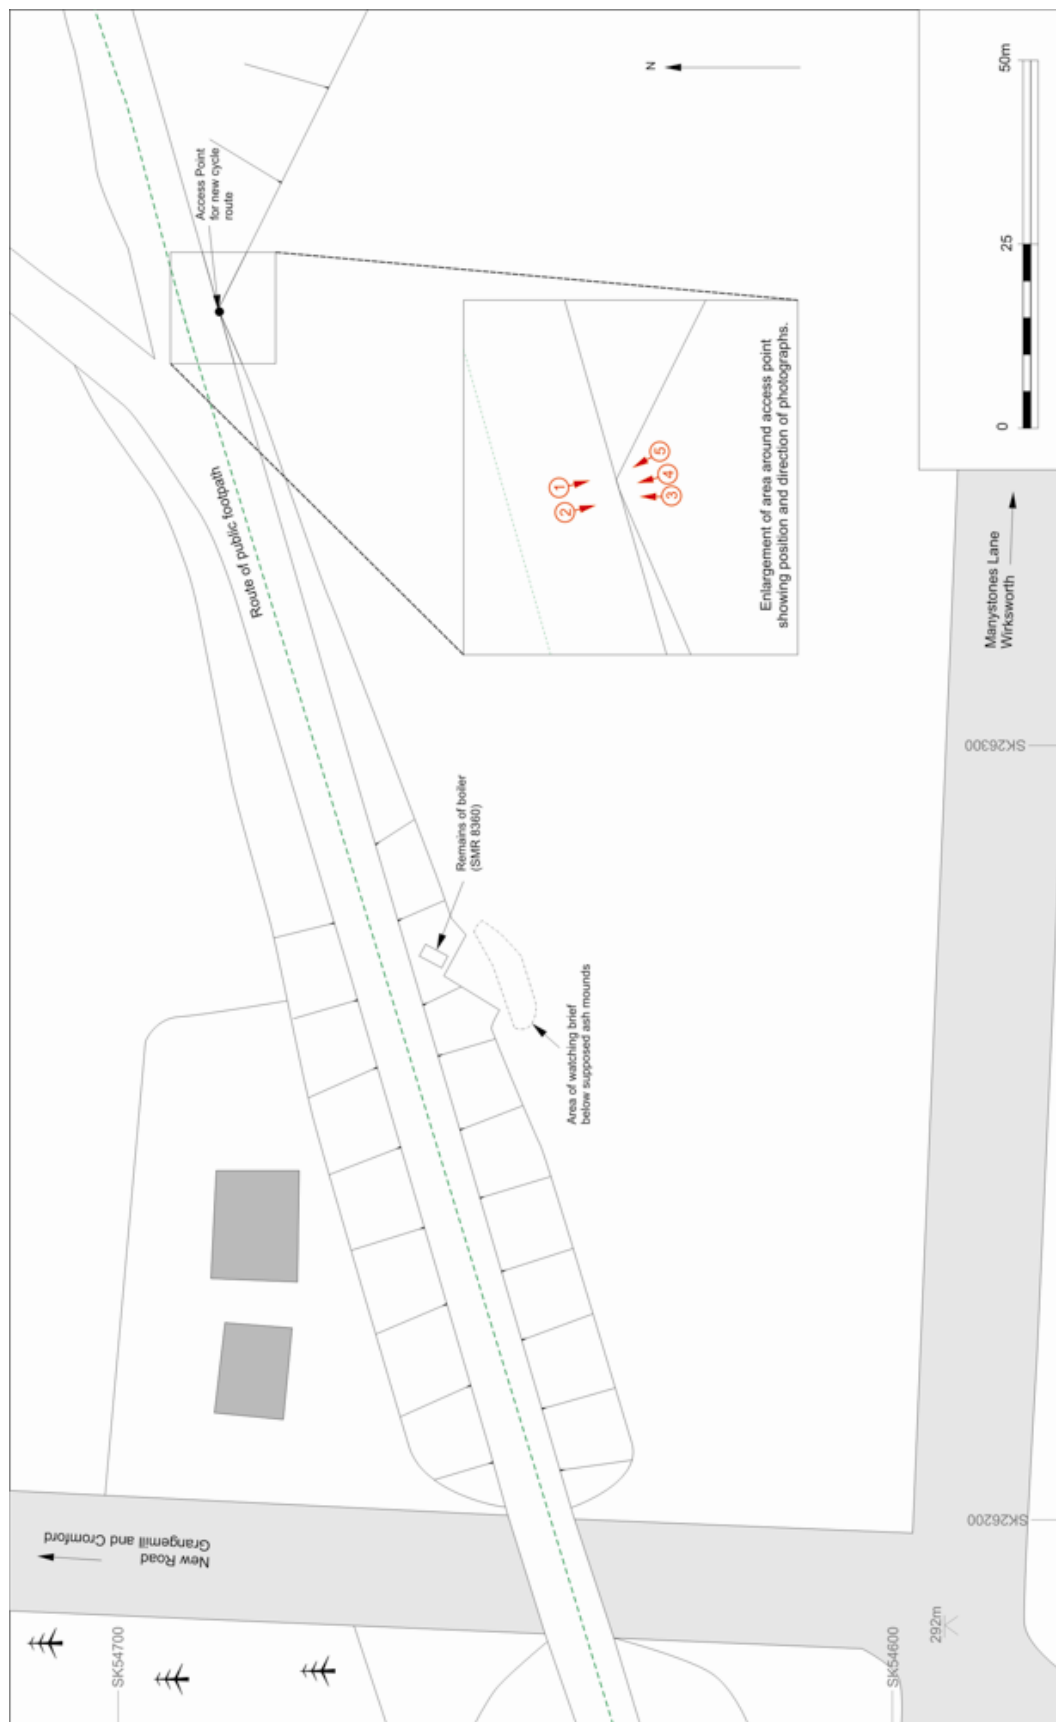 50m
25
0
N
Access Point
for new cycle
route
Route of public footpath
1
2
3
4
5
Enlargement of area around access point
showing position and direction of photographs.
Manystones Lane
Wirksworth
SK26300
Remains of boiler
(SMR 8360)
Area of watching brief
below supposed ash mounds
New Road
Grangemill and Cromford
SK26200
SK54700
SK54600
292m